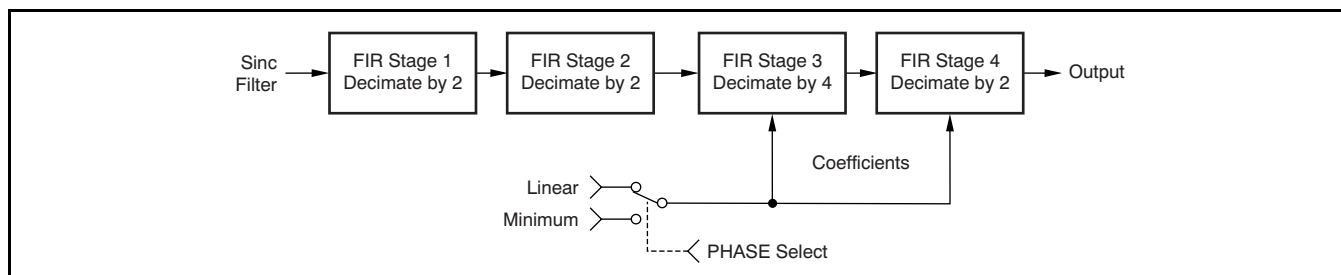 Sinc
Filter
FIR Stage 1
Decimate by 2
FIR Stage 2
Decimate by 2
FIR Stage 3
Decimate by 4
FIR Stage 4
Decimate by 2
Output
Coefficients
Linear
Minimum
PHASE Select